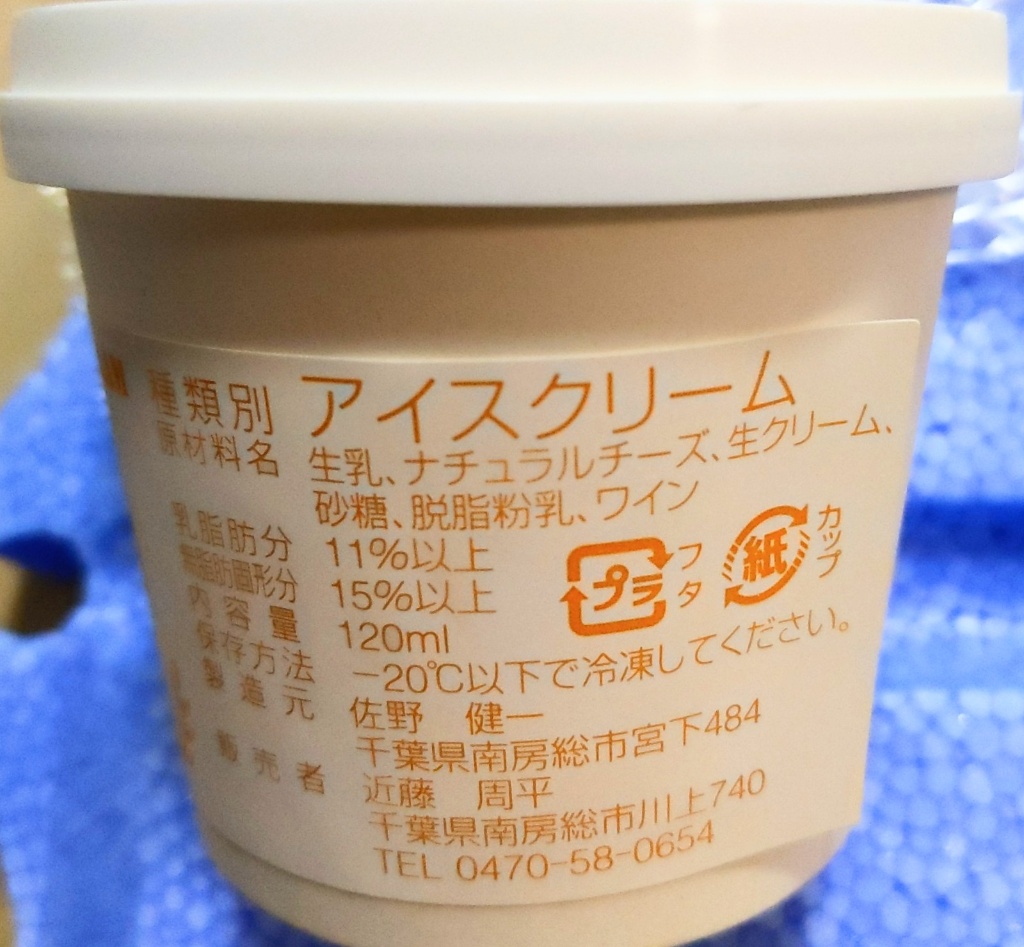 種類別 アイスクリーム
原材料名 生乳、ナチュラルチーズ、生クリーム、
砂糖、脱脂粉乳、ワイン
乳脂肪分 11%以上
無脂肪固形分 15%以上
内容量 120ml
保存方法 −20℃以下で冷凍してください。
製造元 佐野 健一
千葉県南房総市宮下484
販売者 近藤 周平
千葉県南房総市川上740
TEL 0470-58-0654
プラ フタ
紙 カップ